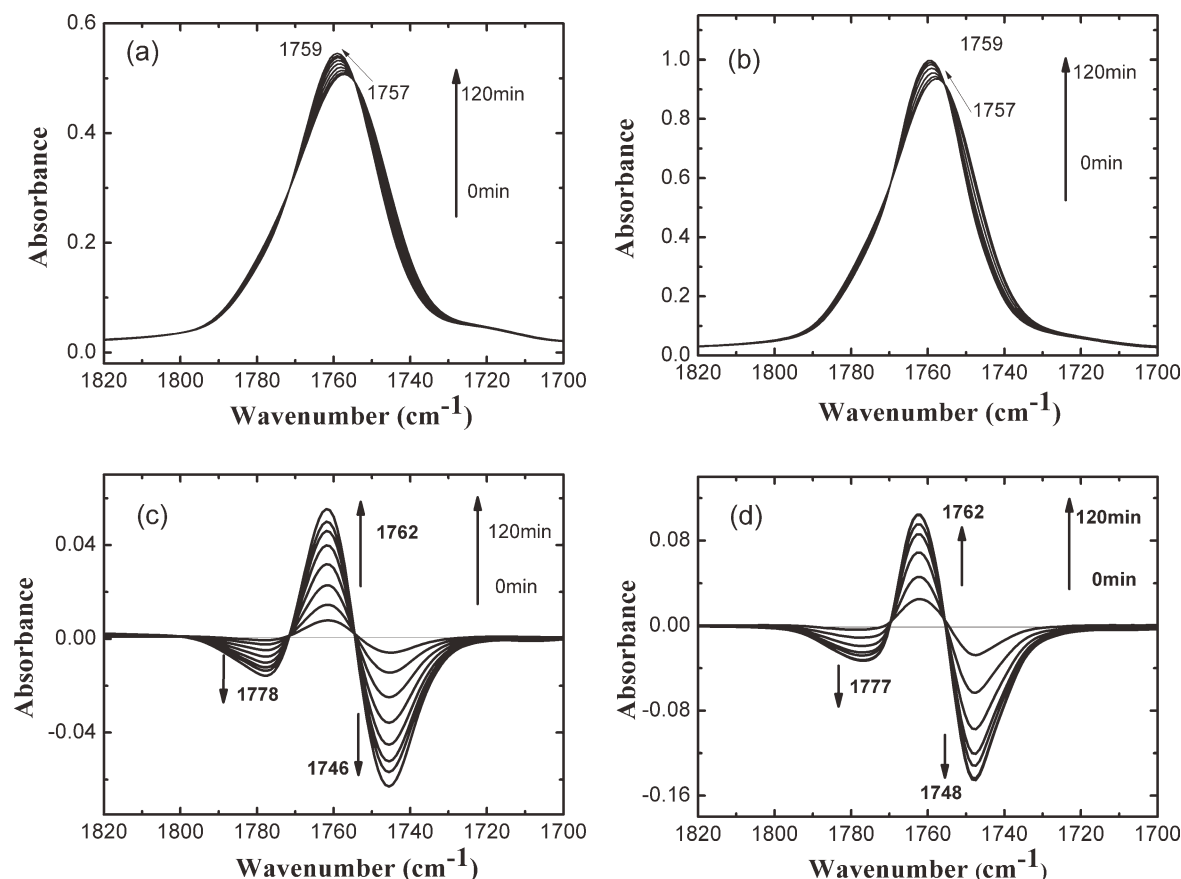 (a)
1759
1757
120min
0min
0.6
0.4
0.2
0.0
Absorbance
1820 1800 1780 1760 1740 1720 1700
Wavenumber (cm-1)
(b)
1759
1757
120min
0min
1.0
0.8
0.6
0.4
0.2
0.0
Absorbance
1820 1800 1780 1760 1740 1720 1700
Wavenumber (cm-1)
(c)
1762
120min
0min
1778
1746
0.04
0.00
-0.04
Absorbance
1820 1800 1780 1760 1740 1720 1700
Wavenumber (cm-1)
(d)
1762
120min
0min
1777
1748
0.08
0.00
-0.08
-0.16
Absorbance
1820 1800 1780 1760 1740 1720 1700
Wavenumber (cm-1)